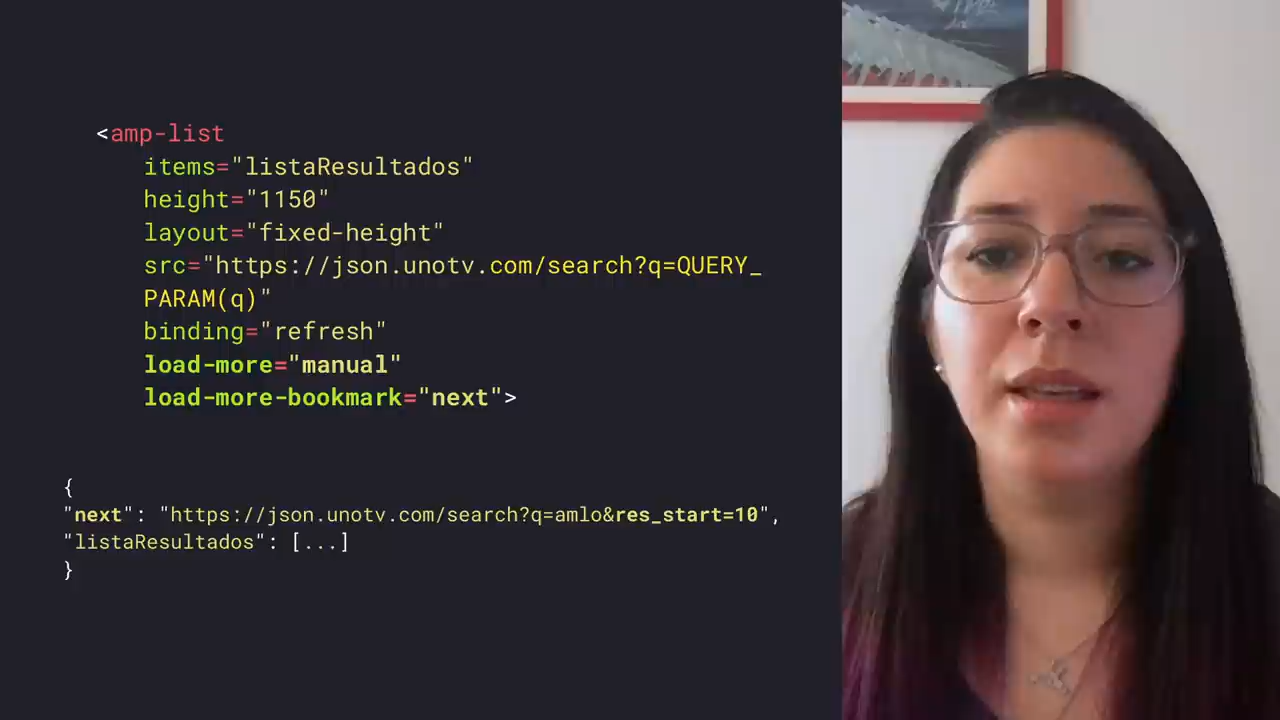 <amp-list
items="listaResultados"
height="1150"
layout="fixed-height"
src="https://json.unotv.com/search?q=QUERY_
PARAM(q)"
binding="refresh"
load-more="manual"
load-more-bookmark="next">
{
"next": "https://json.unotv.com/search?q=amlo&res_start=10",
"listaResultados": [...]
}